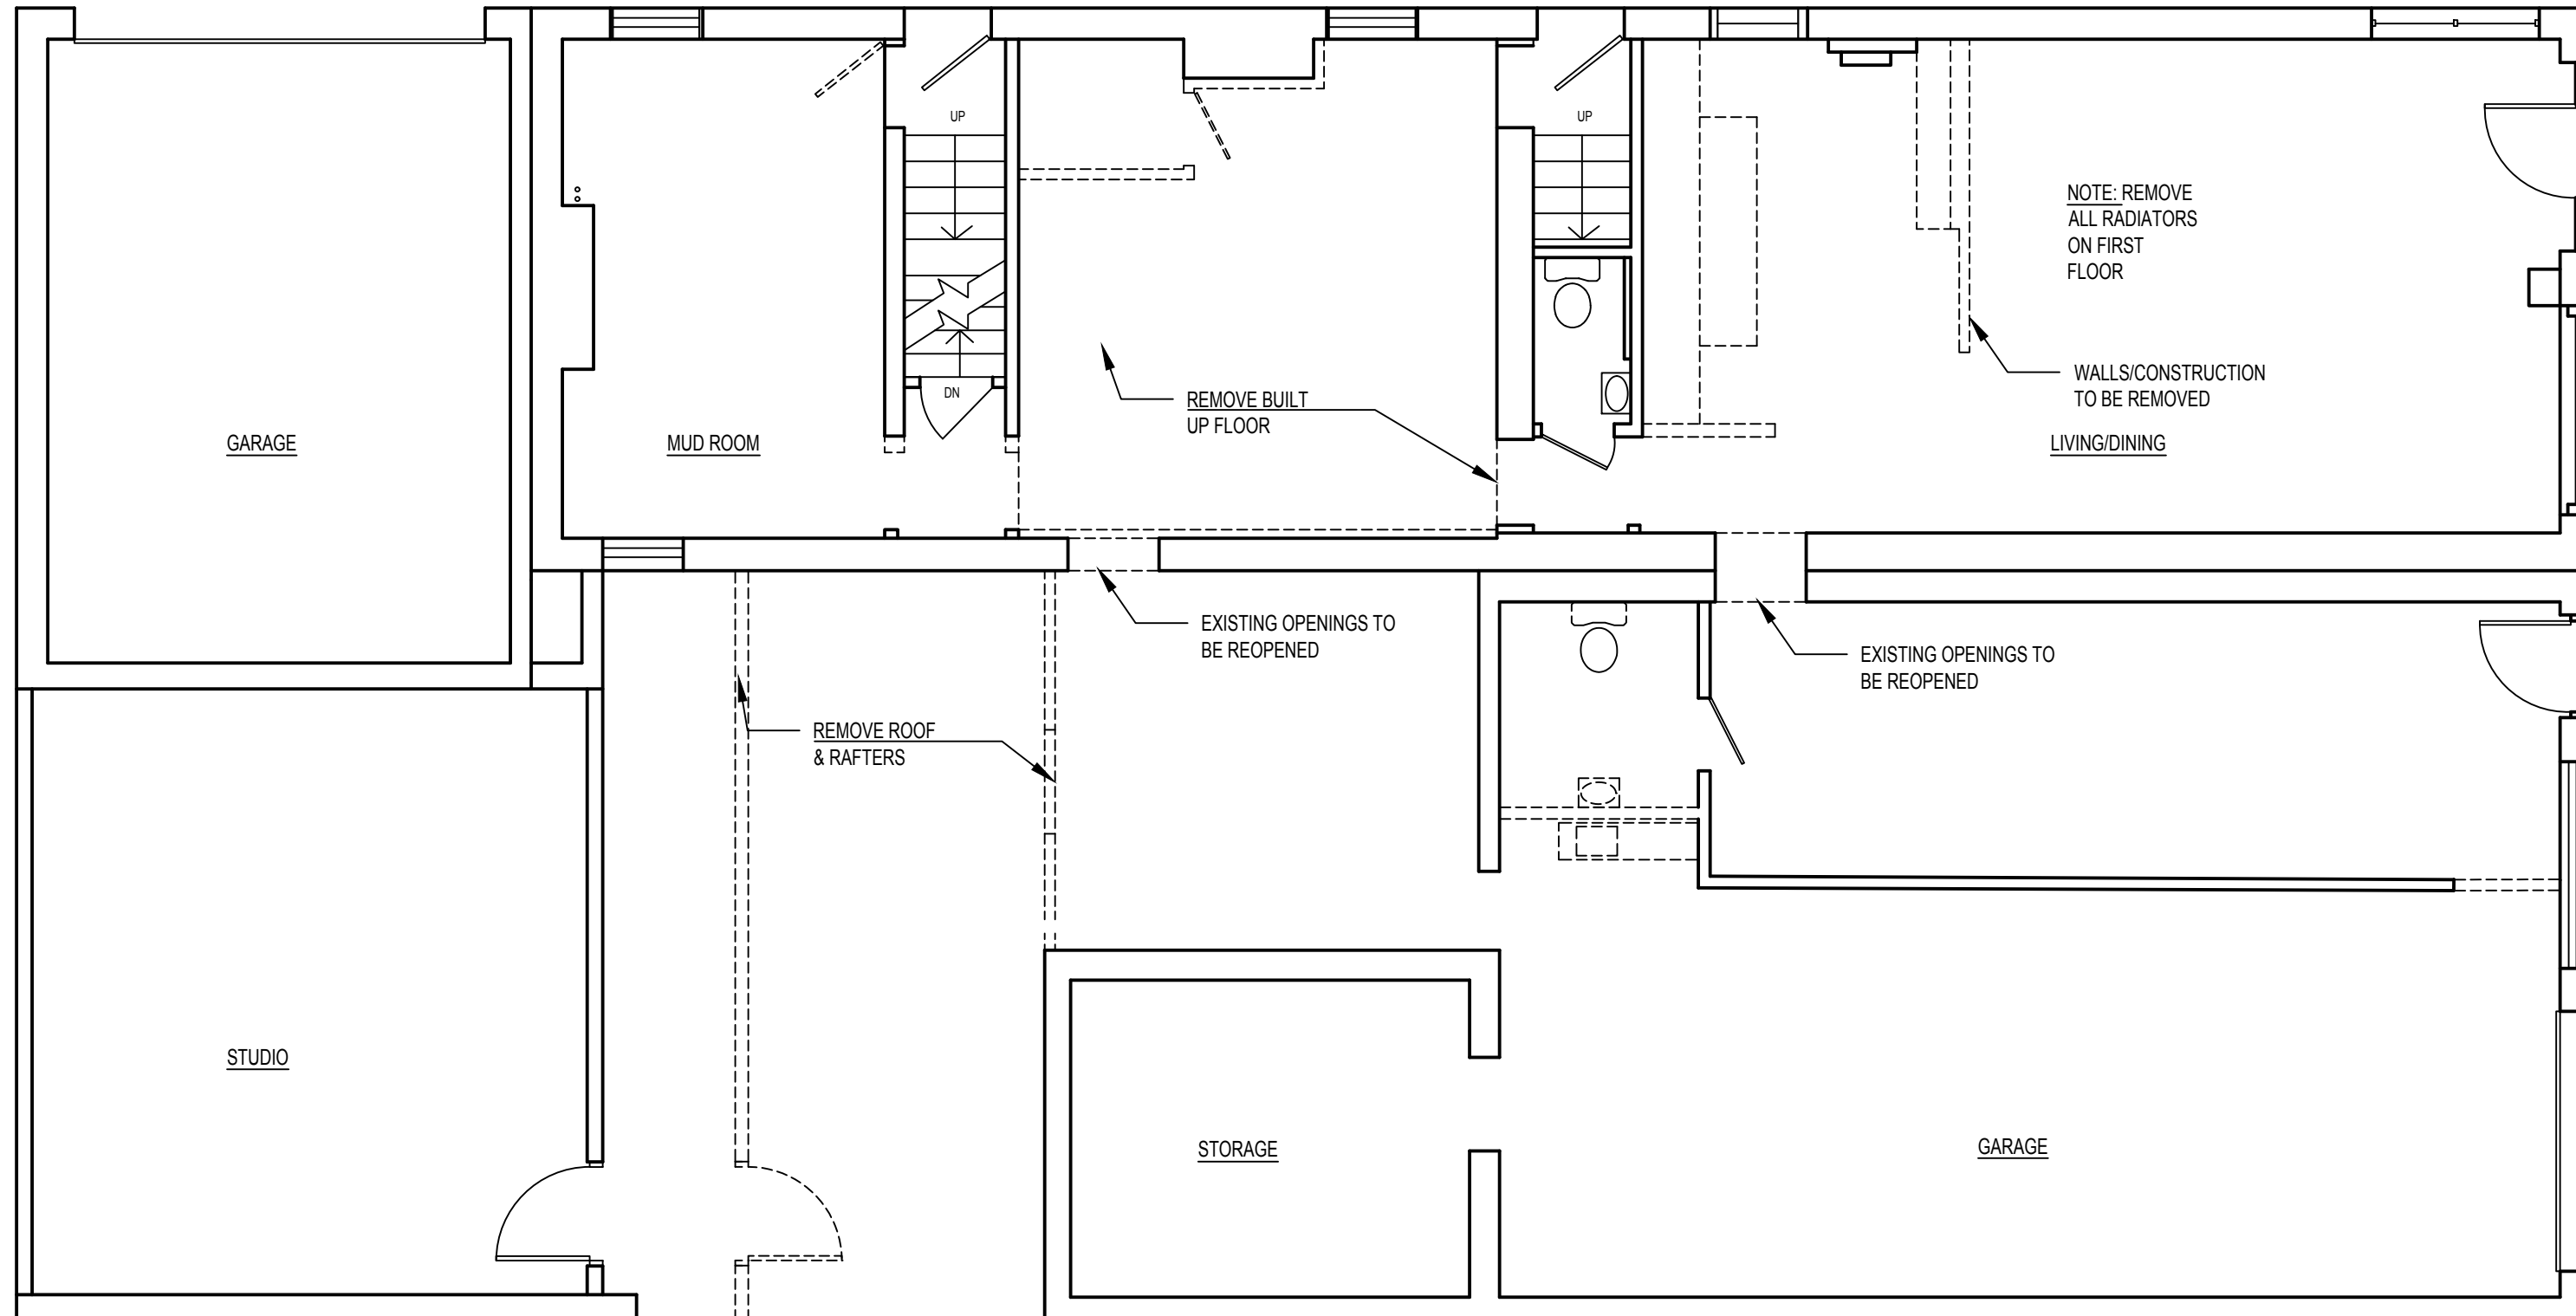 UP
UP
NOTE: REMOVE
ALL RADIATORS
ON FIRST
FLOOR
WALLS/CONSTRUCTION
TO BE REMOVED
DN
REMOVE BUILT
UP FLOOR
GARAGE
MUD ROOM
LIVING/DINING
EXISTING OPENINGS TO
BE REOPENED
EXISTING OPENINGS TO
BE REOPENED
REMOVE ROOF
& RAFTERS
STUDIO
STORAGE
GARAGE